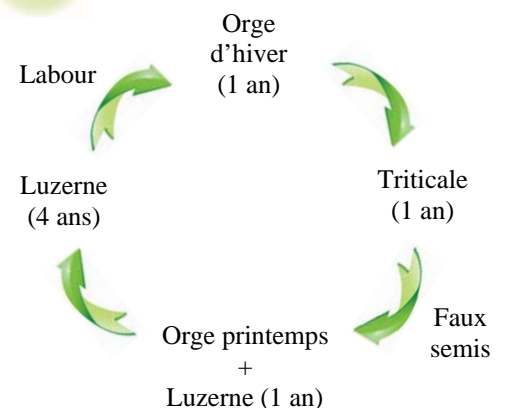 Orge
d’hiver
(1 an)
Labour
Triticale
(1 an)
Luzerne
(4 ans)
Faux
semis
Orge printemps
+
Luzerne (1 an)